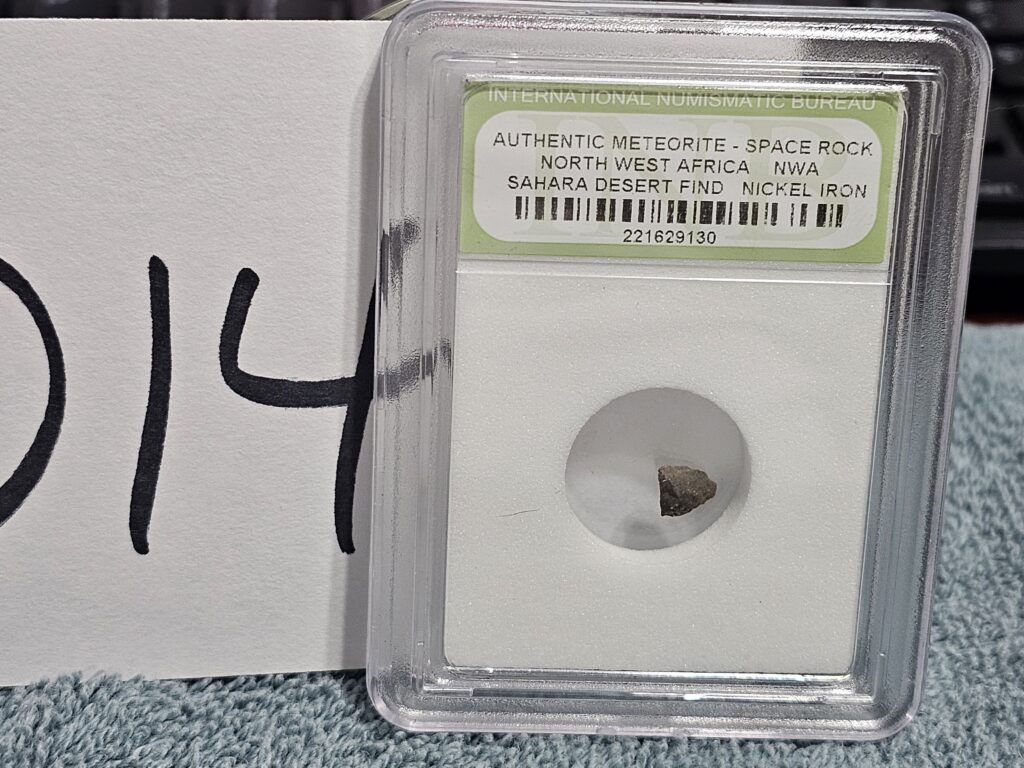 014
INTERNATIONAL NUMISMATIC BUREAU
AUTHENTIC METEORITE - SPACE ROCK
NORTH WEST AFRICA NWA
SAHARA DESERT FIND NICKEL IRON
221629130